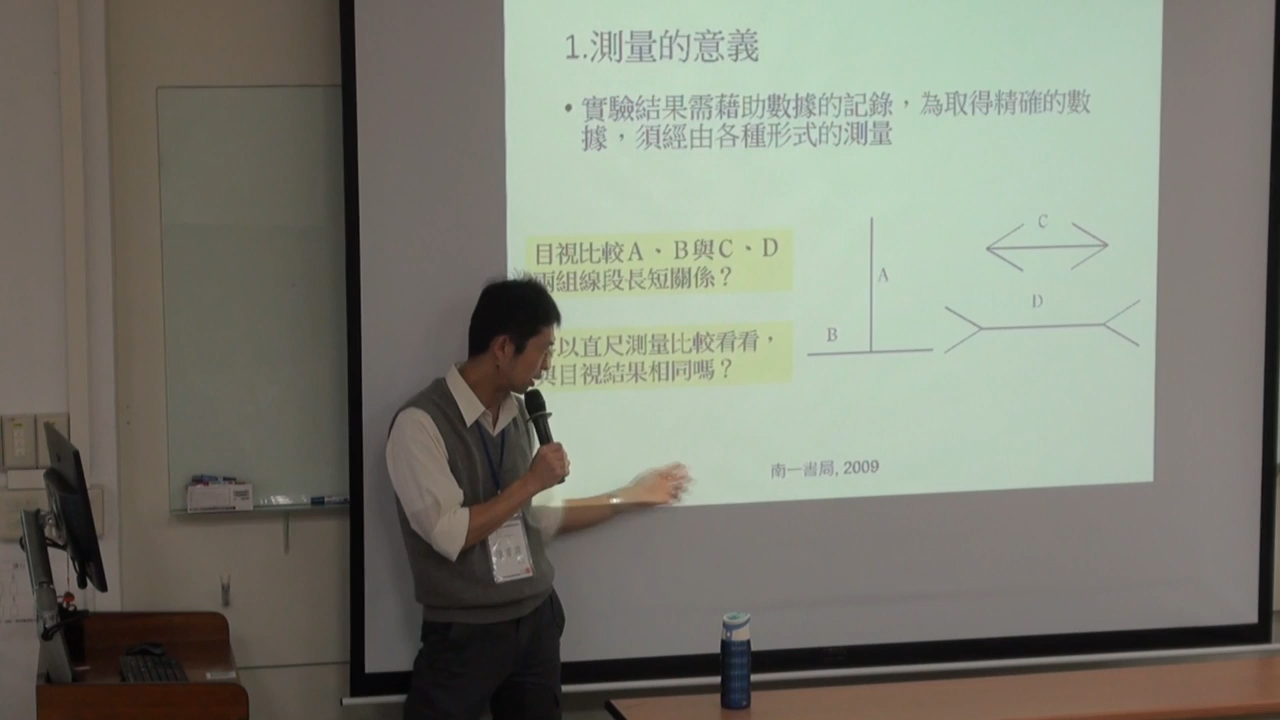 1.測量的意義
• 實驗結果需藉助數據的記錄，為取得精確的數
據，須經由各種形式的測量
目視比較A、B與C、D
兩組線段長短關係？
以直尺測量比較看看，
與目視結果相同嗎？
A
B
C
D
南一書局, 2009